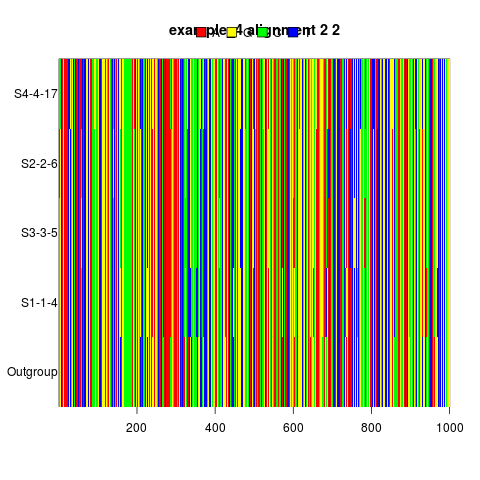 example 4 alignment 2 2
A G C T
S4-4-17
S2-2-6
S3-3-5
S1-1-4
Outgroup
200 400 600 800 1000